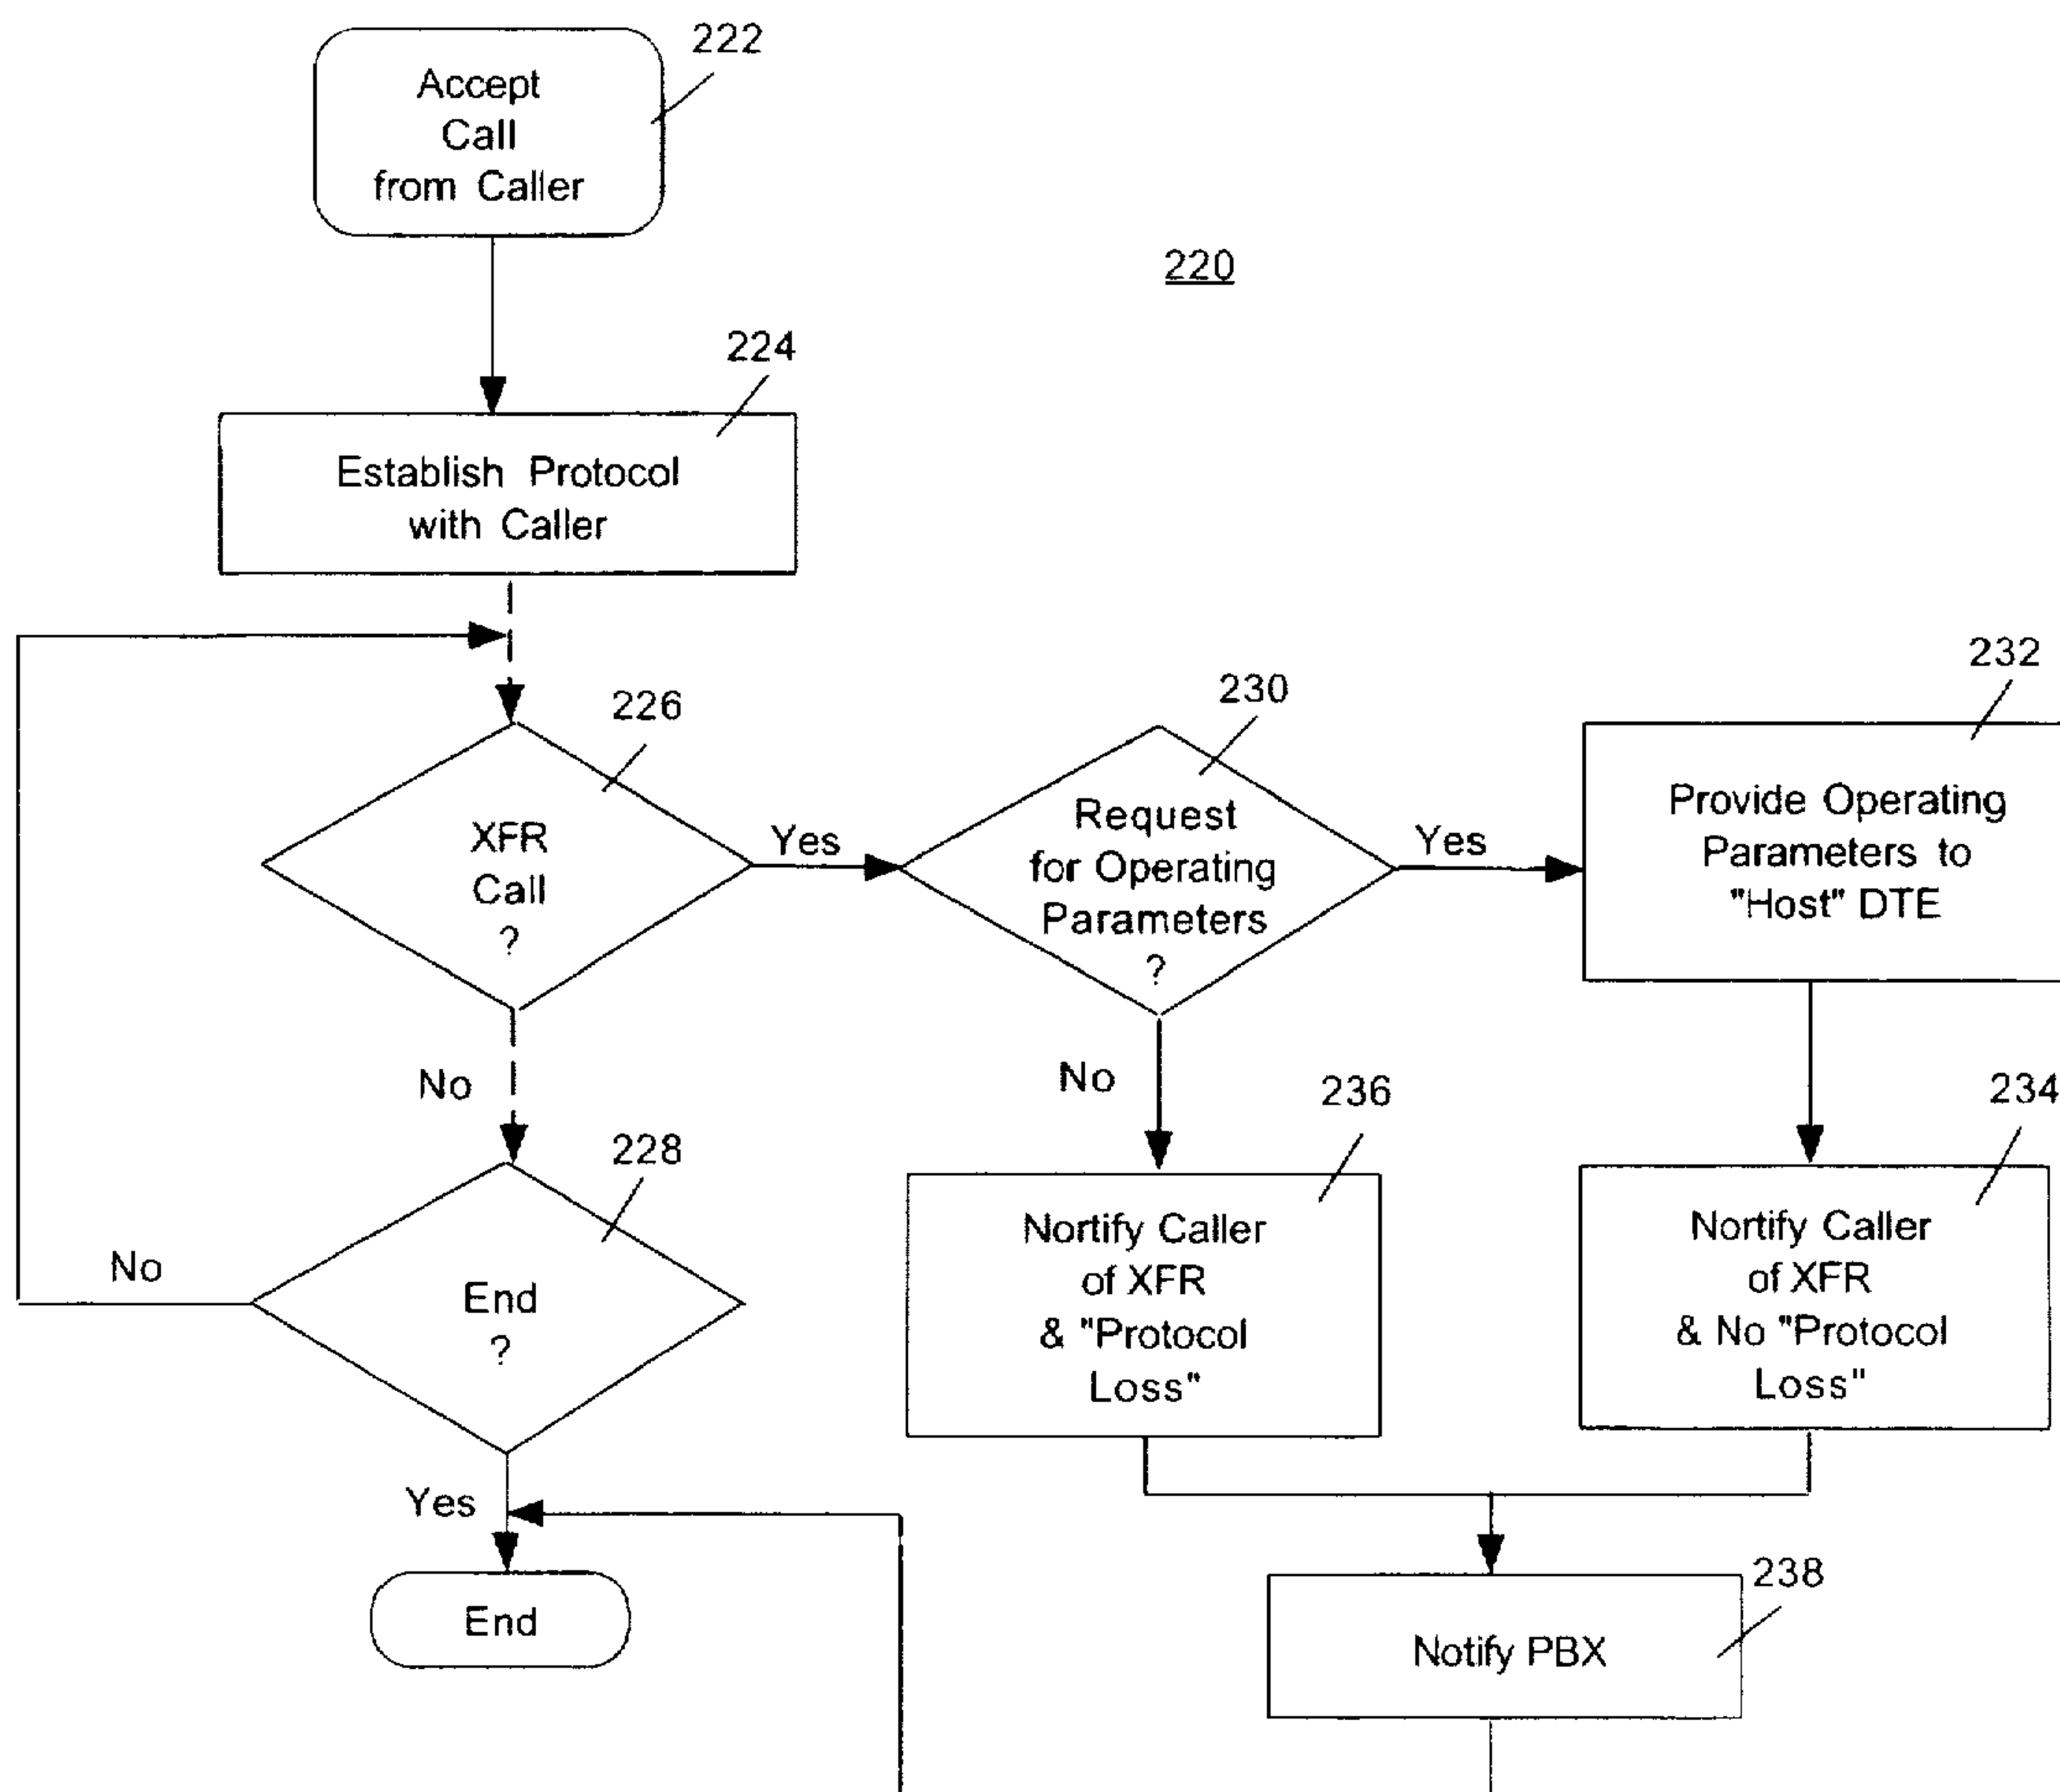 222
Accept
Call
from Caller
220
224
Establish Protocol
with Caller
226
XFR
Call
?
Yes
230
Request
for Operating
Parameters
?
Yes
232
Provide Operating
Parameters to
"Host" DTE
No
No
236
Nortify Caller
of XFR
& "Protocol
Loss"
234
Nortify Caller
of XFR
& No "Protocol
Loss"
228
End
?
No
Yes
End
238
Notify PBX